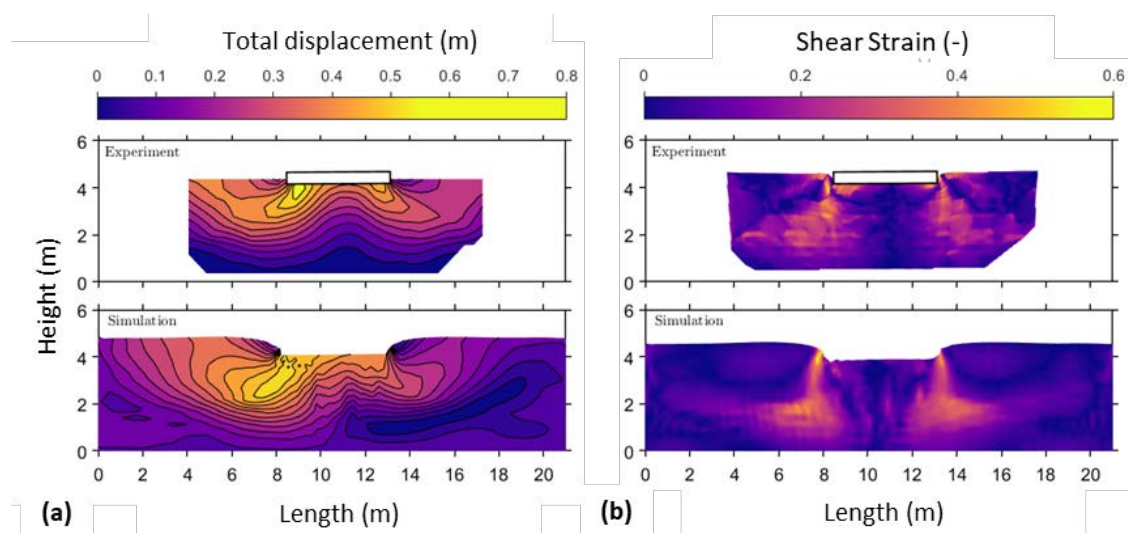 Total displacement (m)
0 0.1 0.2 0.3 0.4 0.5 0.6 0.7 0.8
6
4
2
0
Experiment
6
4
2
0
Simulation
0 2 4 6 8 10 12 14 16 18 20
Height (m)
(a)
Length (m)
Shear Strain (-)
0 0.2 0.4 0.6
6
4
2
0
Experiment
6
4
2
0
Simulation
0 2 4 6 8 10 12 14 16 18 20
(b)
Length (m)